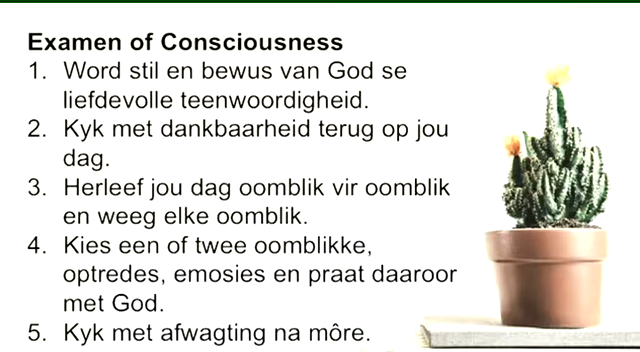 Examen of Consciousness
1. Word stil en bewus van God se
liefdevolle teenwoordigheid.
2. Kyk met dankbaarheid terug op jou
dag.
3. Herleef jou dag oomblik vir oomblik
en weeg elke oomblik.
4. Kies een of twee oomblikke,
optredes, emosies en praat daaroor
met God.
5. Kyk met afwagting na môre.